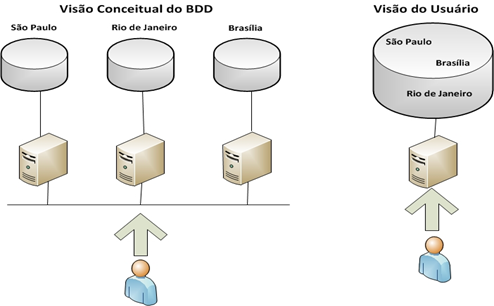 Visão Conceitual do BDD
São Paulo
Rio de Janeiro
Brasília
Visão do Usuário
São Paulo
Brasília
Rio de Janeiro